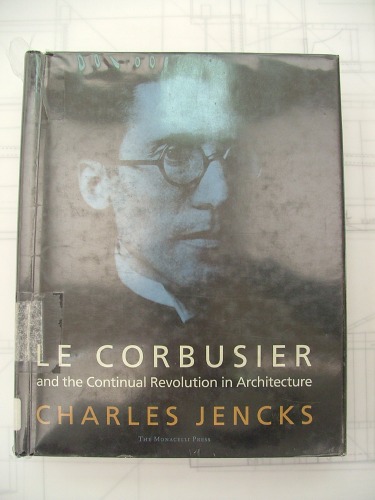 LE CORBUSIER
and the Continual Revolution in Architecture
CHARLES JENCKS
THE MONACELLI PRESS